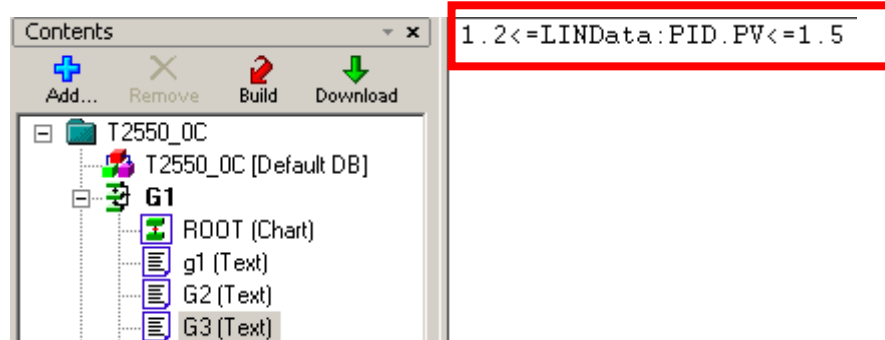 Contents
Add... Remove Build Download
T2550_0C
T2550_0C [Default DB]
G1
ROOT (Chart)
g1 (Text)
G2 (Text)
G3 (Text)
1.2<=LINData:PID.PV<=1.5